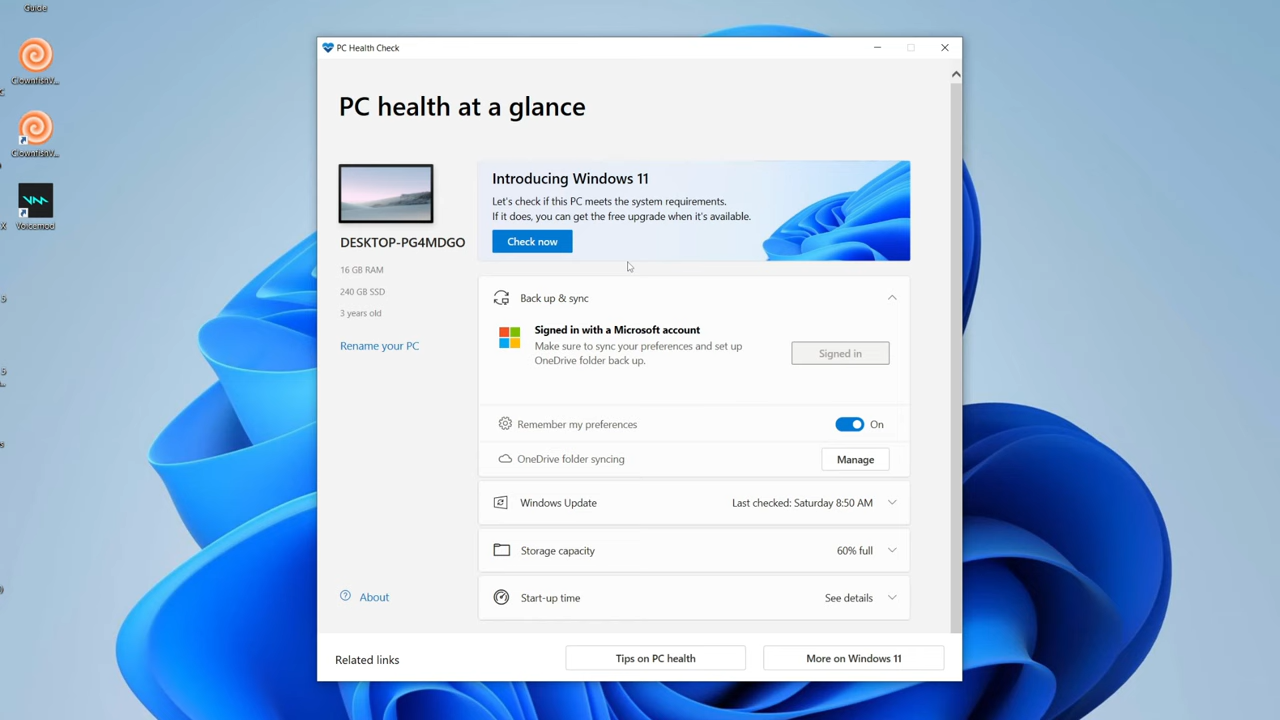 Guide
ClownfishV...
ClownfishV...
Voicemod
PC Health Check
PC health at a glance
DESKTOP-PG4MDGO
16 GB RAM
240 GB SSD
3 years old
Rename your PC
About
Introducing Windows 11
Let's check if this PC meets the system requirements.
If it does, you can get the free upgrade when it's available.
Check now
Back up & sync
Signed in with a Microsoft account
Make sure to sync your preferences and set up
OneDrive folder back up.
Signed in
Remember my preferences
On
OneDrive folder syncing
Manage
Windows Update
Last checked: Saturday 8:50 AM
Storage capacity
60% full
Start-up time
See details
Related links
Tips on PC health
More on Windows 11